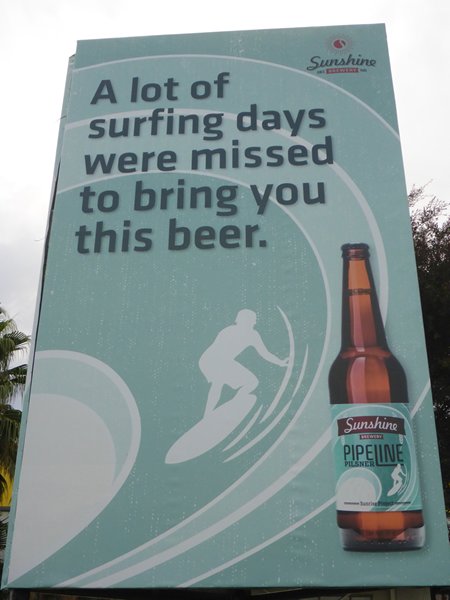 Sunshine
BREWERY
A lot of
surfing days
were missed
to bring you
this beer.
Sunshine
BREWERY
PIPELINE
PILSNER